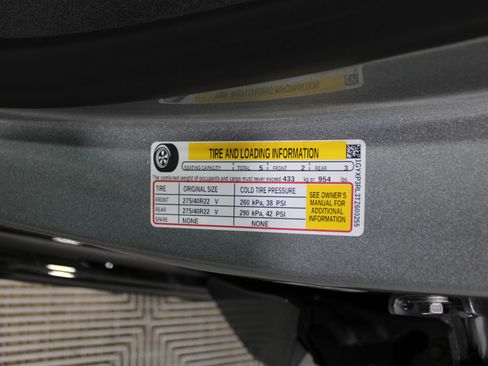 TIRE AND LOADING INFORMATION
SEATING CAPACITY TOTAL 5 FRONT 2 REAR 3
The combined weight of occupants and cargo must never exceed 433 kg or 954 lbs.
TIRE ORIGINAL SIZE COLD TIRE PRESSURE
FRONT 275/40R22 V 260 kPa, 38 PSI
REAR 275/40R22 V 290 kPa, 42 PSI
SPARE NONE NONE
SEE OWNER'S
MANUAL FOR
ADDITIONAL
INFORMATION